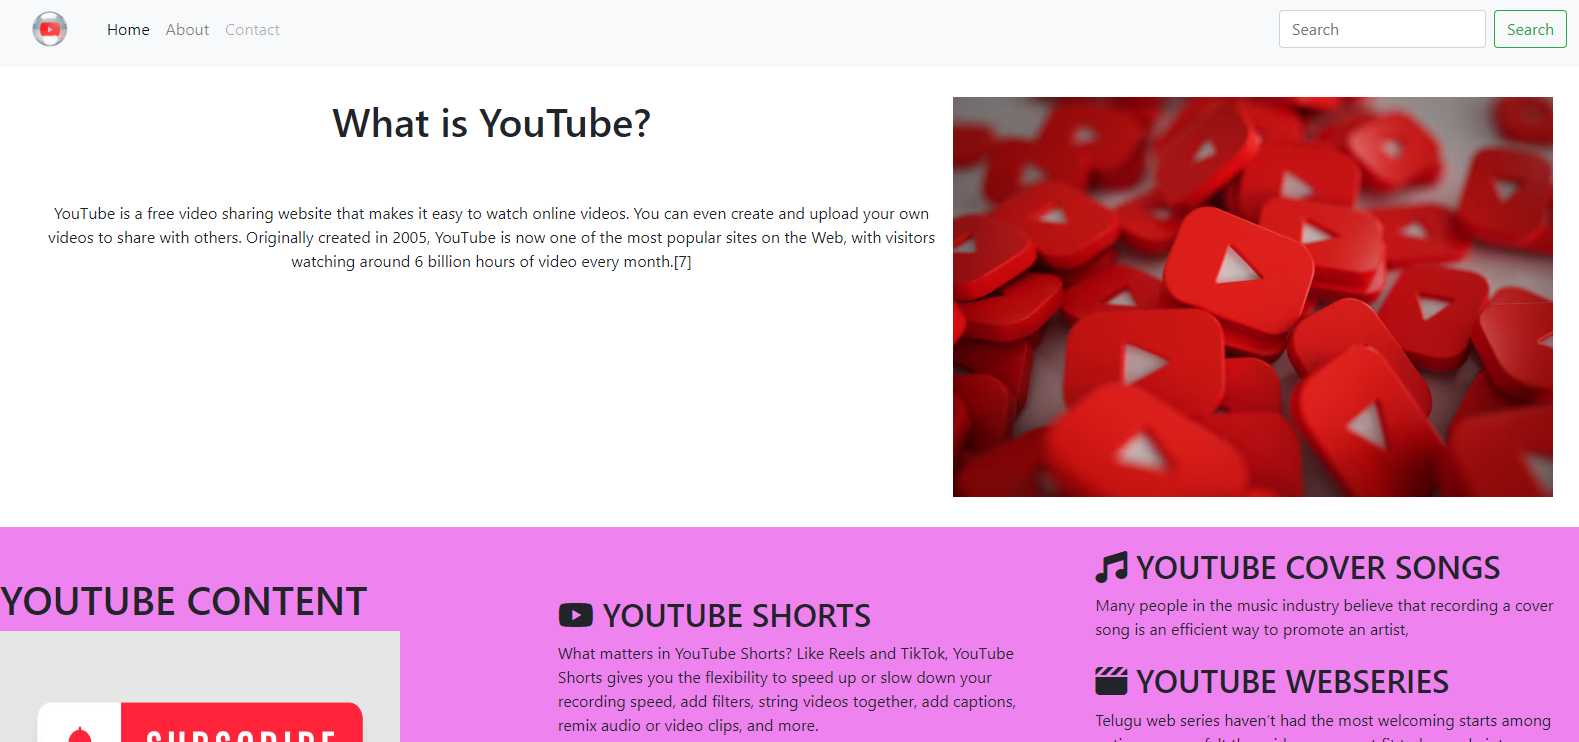 Home About Contact
Search Search
What is YouTube?
YouTube is a free video sharing website that makes it easy to watch online videos. You can even create and upload your own
videos to share with others. Originally created in 2005, YouTube is now one of the most popular sites on the Web, with visitors
watching around 6 billion hours of video every month.[7]
YOUTUBE CONTENT
SUBSCRIBE
YOUTUBE SHORTS
What matters in YouTube Shorts? Like Reels and TikTok, YouTube
Shorts gives you the flexibility to speed up or slow down your
recording speed, add filters, string videos together, add captions,
remix audio or video clips, and more.
YOUTUBE COVER SONGS
Many people in the music industry believe that recording a cover
song is an efficient way to promote an artist,
YOUTUBE WEBSERIES
Telugu web series haven't had the most welcoming starts among